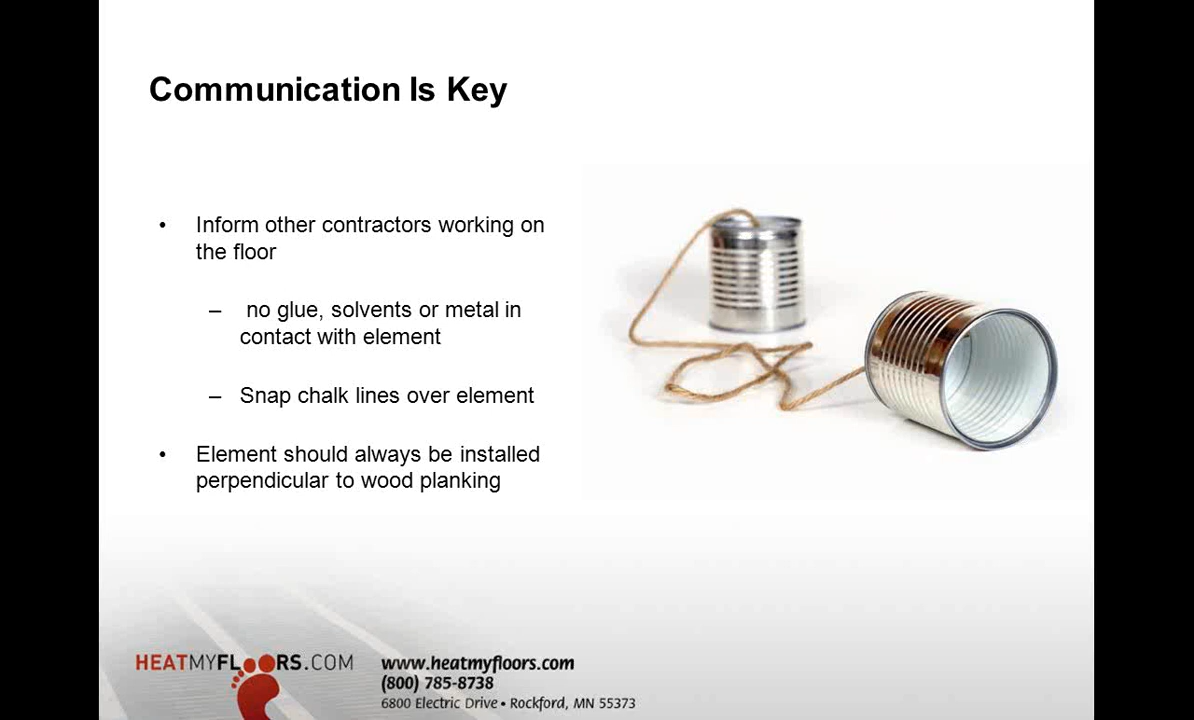 Communication Is Key
• Inform other contractors working on
the floor
– no glue, solvents or metal in
contact with element
– Snap chalk lines over element
• Element should always be installed
perpendicular to wood planking
HEATMYFLOORS.COM
www.heatmyfloors.com
(800) 785-8738
6800 Electric Drive • Rockford, MN 55373